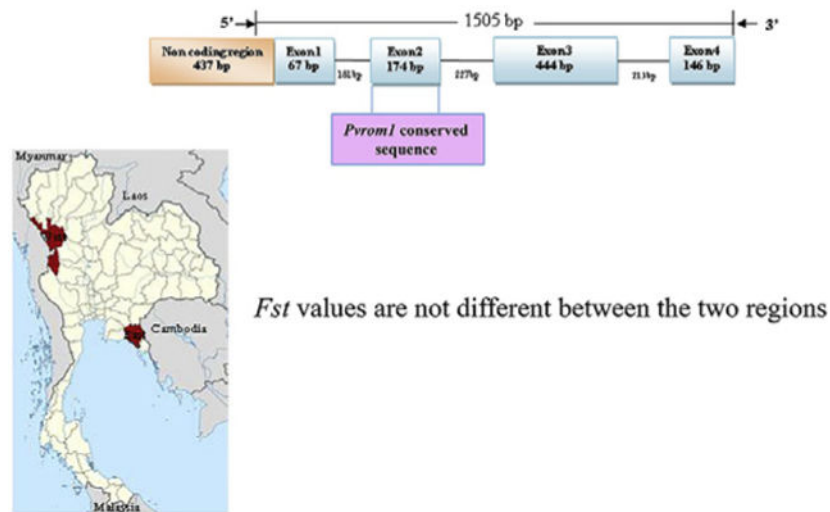 5’ 1505 bp 3’
Non coding region Exon1 Exon2 Exon3 Exon4
437 bp 67 bp 174 bp 444 bp 146 bp
227bp
Pvrom1 conserved
sequence
Myanmar
Laos
Cambodia
Malaysia
Fst values are not different between the two regions